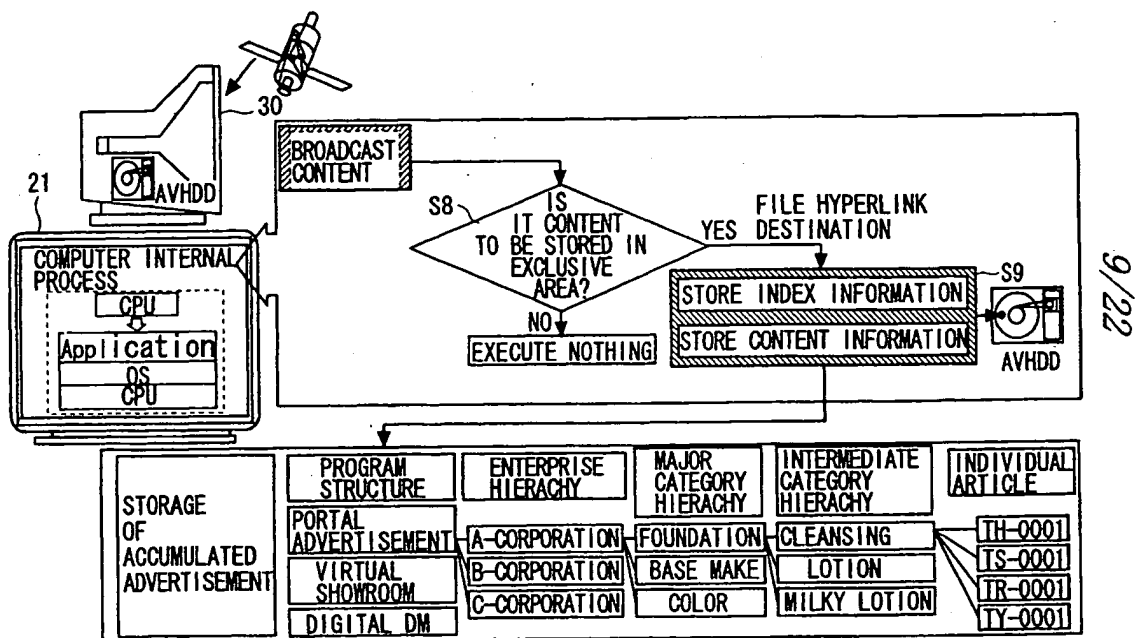 30
BROADCAST
CONTENT
AVHDD
21
S8
IS
IT CONTENT
TO BE STORED IN
EXCLUSIVE
AREA?
YES
FILE HYPERLINK
DESTINATION
NO
EXECUTE NOTHING
S9
STORE INDEX INFORMATION
STORE CONTENT INFORMATION
AVHDD
COMPUTER INTERNAL
PROCESS
CPU
Application
OS
CPU
STORAGE
OF
ACCUMULATED
ADVERTISEMENT
PROGRAM
STRUCTURE
PORTAL
ADVERTISEMENT
VIRTUAL
SHOWROOM
DIGITAL DM
ENTERPRISE
HIERACHY
A-CORPORATION
B-CORPORATION
C-CORPORATION
MAJOR
CATEGORY
HIERACHY
FOUNDATION
BASE MAKE
COLOR
INTERMEDIATE
CATEGORY
HIERACHY
CLEANSING
LOTION
MILKY LOTION
INDIVIDUAL
ARTICLE
TH-0001
TS-0001
TR-0001
TY-0001
9/22